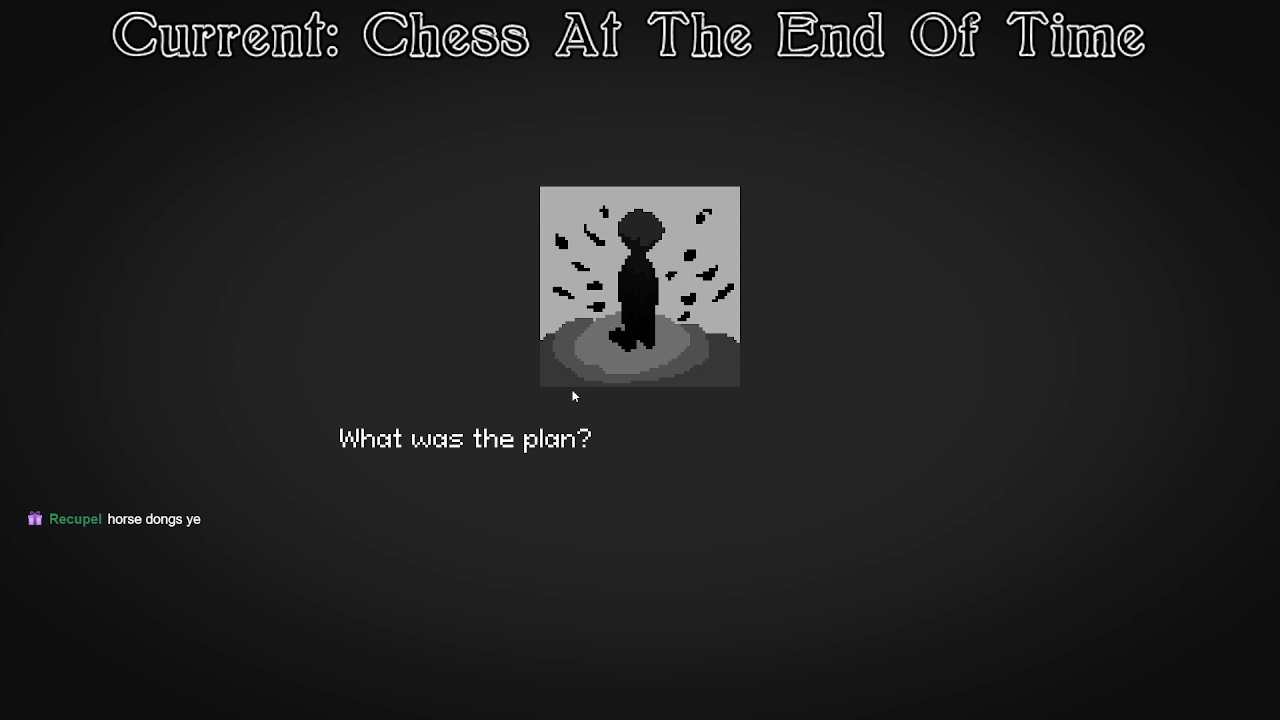 Current: Chess At The End Of Time
What was the plan?
Recupel horse dongs ye